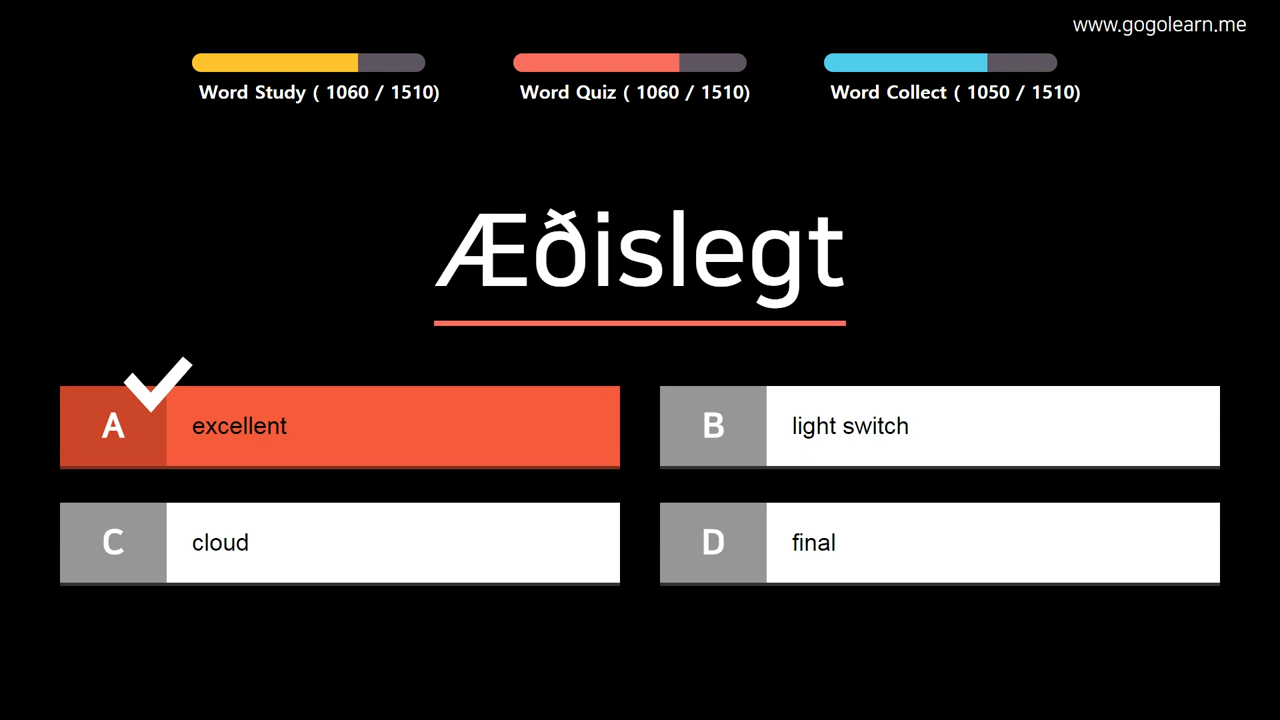 www.gogolearn.me
Word Study ( 1060 / 1510)
Word Quiz ( 1060 / 1510)
Word Collect ( 1050 / 1510)
Æðislegt
A excellent
B light switch
C cloud
D final